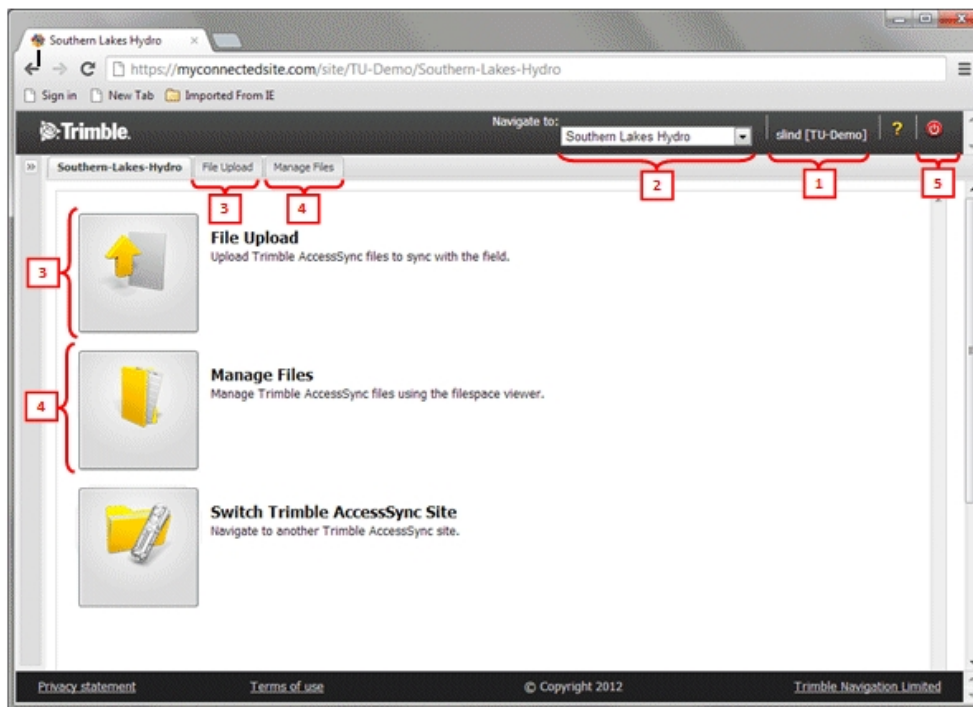 Southern Lakes Hydro
https://myconnectedsite.com/site/TU-Demo/Southern-Lakes-Hydro
Sign in New Tab Imported From IE
Trimble.
Navigate to:
Southern Lakes Hydro
slind [TU-Demo]
?
Southern-Lakes-Hydro File Upload Manage Files
2 1 5
3 4
3
File Upload
Upload Trimble AccessSync files to sync with the field.
4
Manage Files
Manage Trimble AccessSync files using the filespace viewer.
Switch Trimble AccessSync Site
Navigate to another Trimble AccessSync site.
Privacy statement Terms of use © Copyright 2012 Trimble Navigation Limited